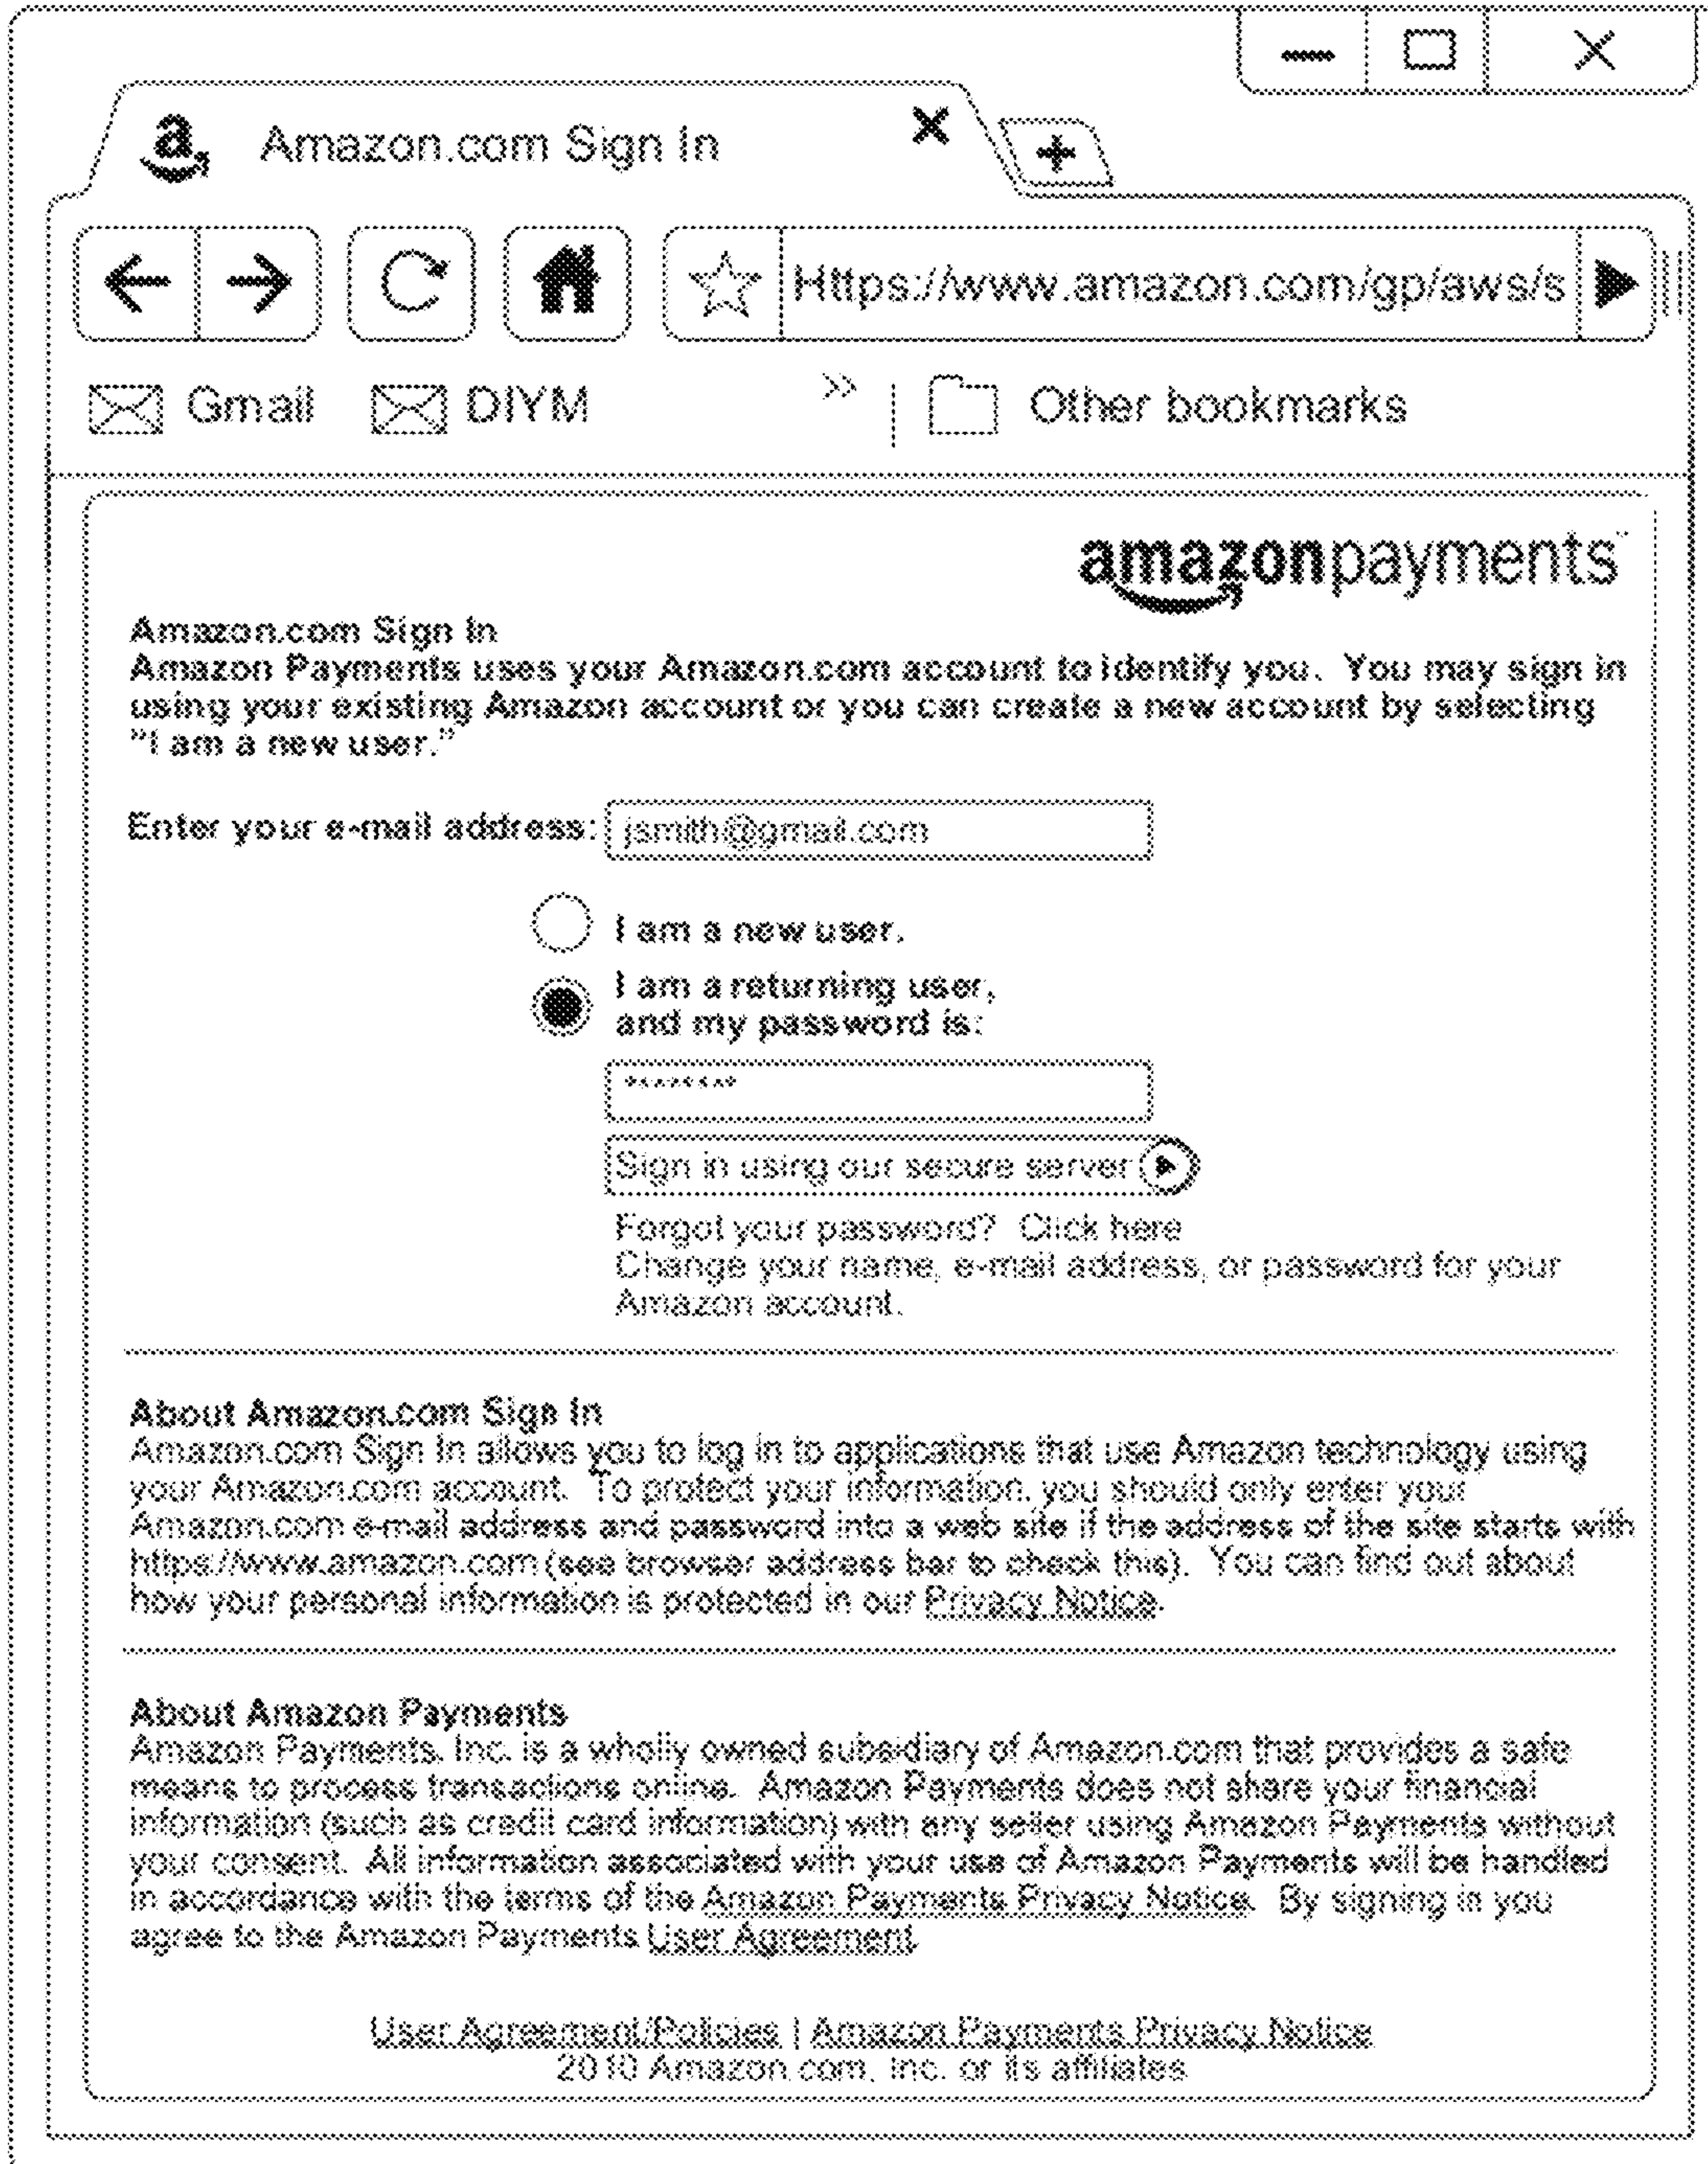 a Amazon.com Sign In
Https://www.amazon.com/gp/aws/s
Gmail DIYM » Other bookmarks
amazonpayments™
Amazon.com Sign In
Amazon Payments uses your Amazon.com account to identify you. You may sign in
using your existing Amazon account or you can create a new account by selecting
"I am a new user."
Enter your e-mail address: jsmith@gmail.com
I am a new user.
I am a returning user,
and my password is:
********
Sign in using our secure server
Forgot your password? Click here
Change your name, e-mail address, or password for your
Amazon account.
About Amazon.com Sign In
Amazon.com Sign In allows you to log in to applications that use Amazon technology using
your Amazon.com account. To protect your information, you should only enter your
Amazon.com e-mail address and password into a web site if the address of the site starts with
https://www.amazon.com (see browser address bar to check this). You can find out about
how your personal information is protected in our Privacy Notice.
About Amazon Payments
Amazon Payments, Inc. is a wholly owned subsidiary of Amazon.com that provides a safe
means to process transactions online. Amazon Payments does not share your financial
information (such as credit card information) with any seller using Amazon Payments without
your consent. All information associated with your use of Amazon Payments will be handled
in accordance with the terms of the Amazon Payments Privacy Notice. By signing in you
agree to the Amazon Payments User Agreement.
User Agreement/Policies | Amazon Payments Privacy Notice
2010 Amazon.com, Inc. or its affiliates